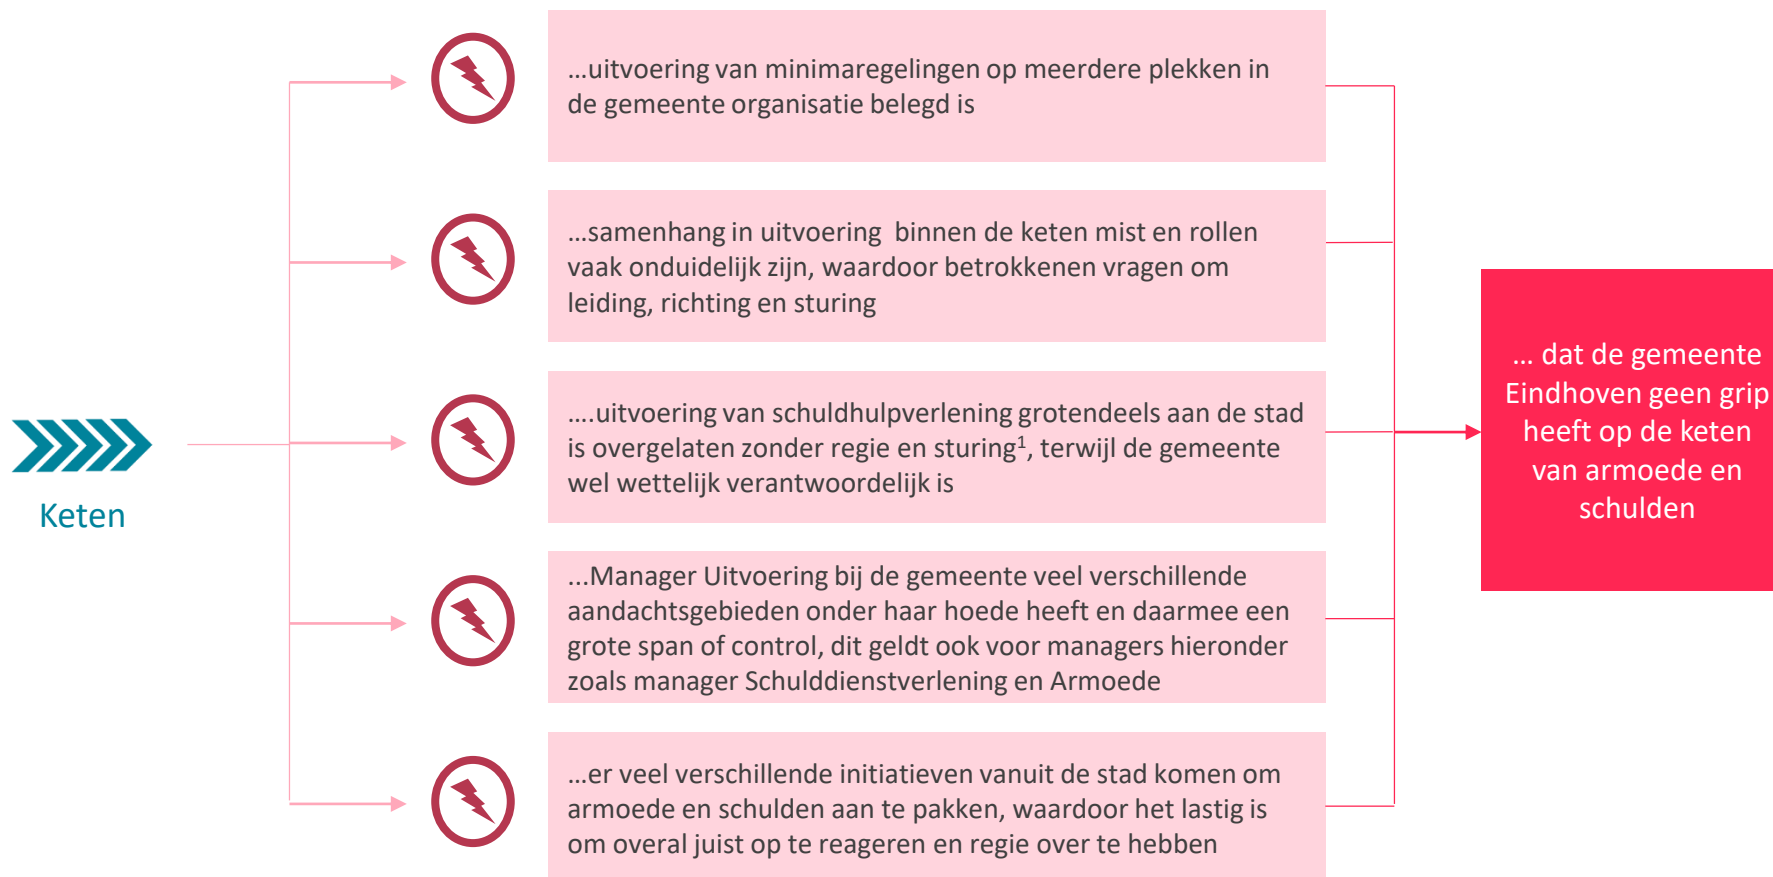 ...uitvoering van minimaregelingen op meerdere plekken in
de gemeente organisatie belegd is
...samenhang in uitvoering  binnen de keten mist en rollen
vaak onduidelijk zijn, waardoor betrokkenen vragen om
leiding, richting en sturing
....uitvoering van schuldhulpverlening grotendeels aan de stad
is overgelaten zonder regie en sturing¹, terwijl de gemeente
wel wettelijk verantwoordelijk is
...Manager Uitvoering bij de gemeente veel verschillende
aandachtsgebieden onder haar hoede heeft en daarmee een
grote span of control, dit geldt ook voor managers hieronder
zoals manager Schulddienstverlening en Armoede
...er veel verschillende initiatieven vanuit de stad komen om
armoede en schulden aan te pakken, waardoor het lastig is
om overal juist op te reageren en regie over te hebben
Keten
... dat de gemeente
Eindhoven geen grip
heeft op de keten
van armoede en
schulden